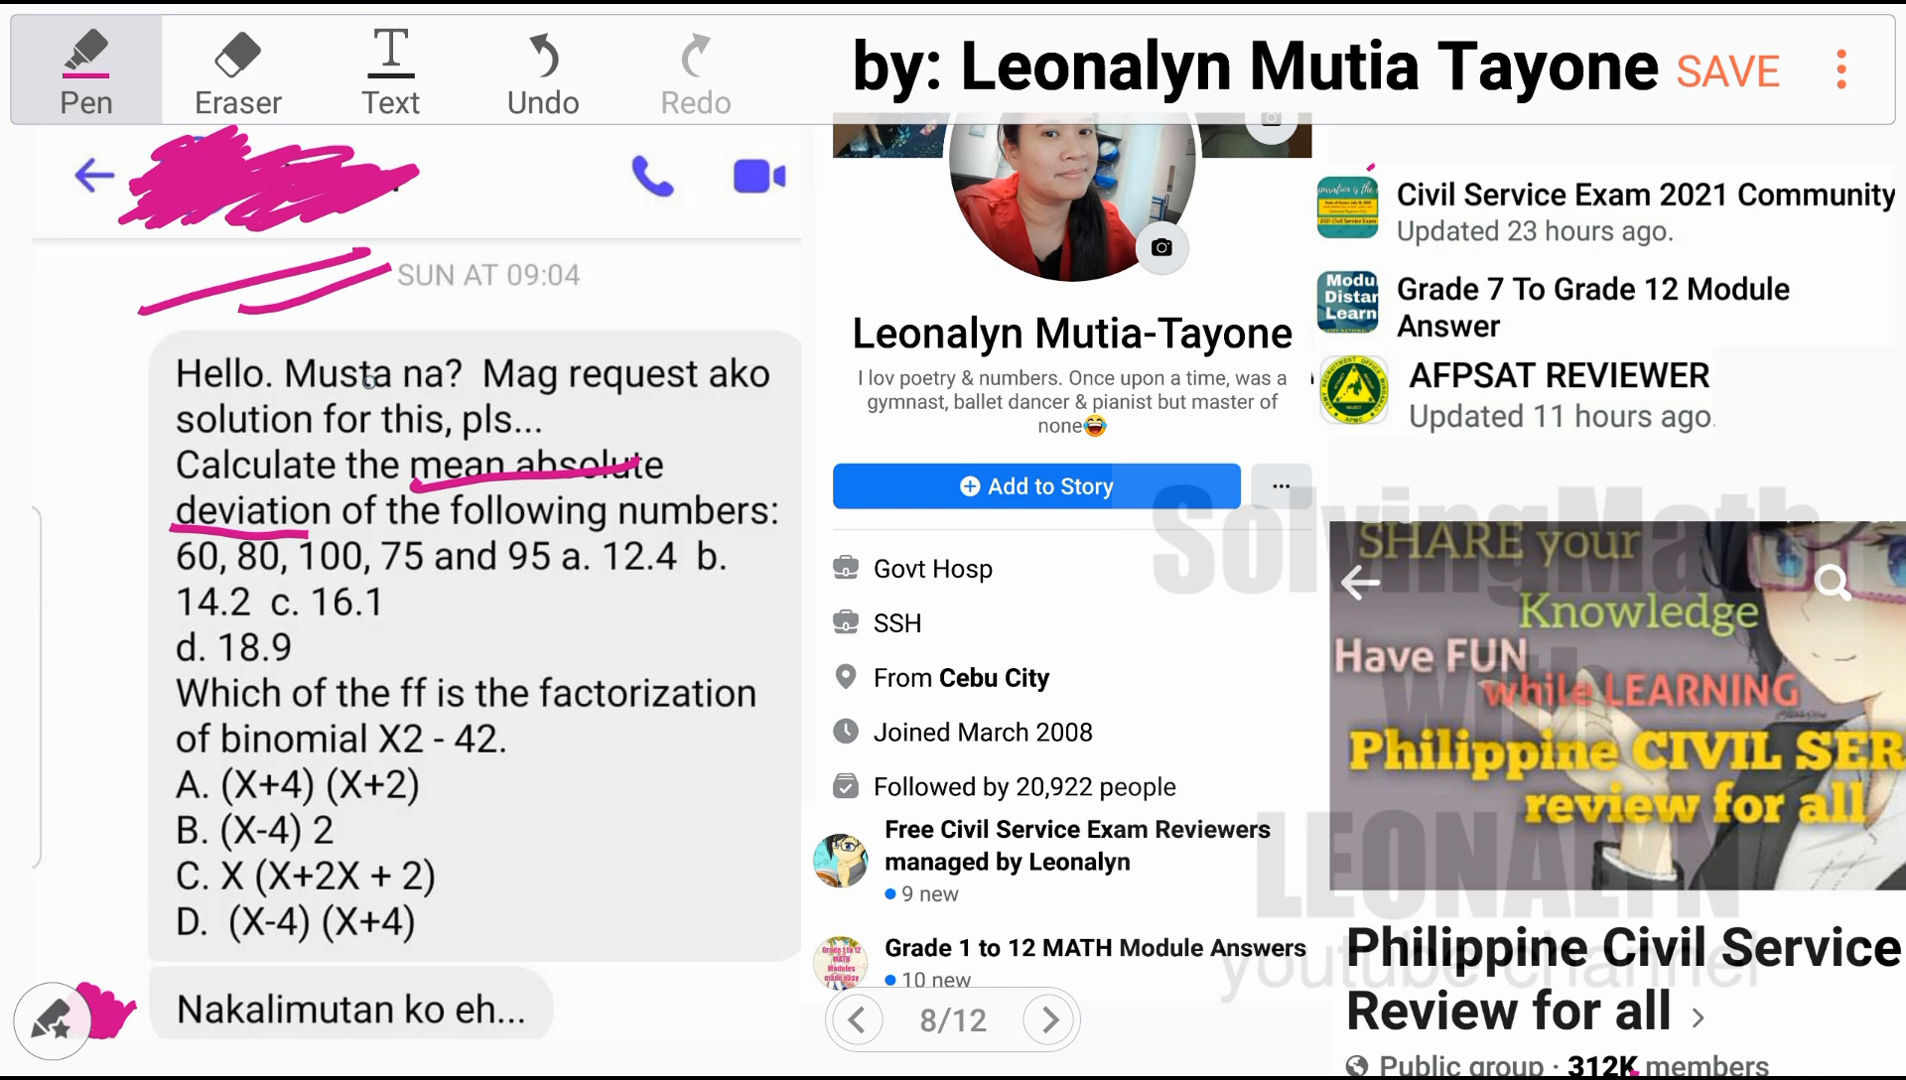 Pen
Eraser
Text
Undo
Redo
by: Leonalyn Mutia Tayone
SAVE
SUN AT 09:04
Hello. Musta na? Mag request ako
solution for this, pls...
Calculate the mean absolute
deviation of the following numbers:
60, 80, 100, 75 and 95 a. 12.4 b.
14.2 c. 16.1
d. 18.9
Which of the ff is the factorization
of binomial X2 - 42.
A. (X+4) (X+2)
B. (X-4) 2
C. X (X+2X + 2)
D. (X-4) (X+4)
Nakalimutan ko eh...
Leonalyn Mutia-Tayone
I lov poetry & numbers. Once upon a time, was a
gymnast, ballet dancer & pianist but master of
none😂
Add to Story
...
Govt Hosp
SSH
From Cebu City
Joined March 2008
Followed by 20,922 people
Free Civil Service Exam Reviewers
managed by Leonalyn
9 new
Grade 1 to 12 MATH Module Answers
10 new
8/12
Civil Service Exam 2021 Community
Updated 23 hours ago.
Modu
Distar
Learn
Grade 7 To Grade 12 Module
Answer
AFPSAT REVIEWER
Updated 11 hours ago.
SolvingMath
with
LEONALYN
youtube channel
SHARE your
Knowledge
Have FUN
while LEARNING
Philippine CIVIL SER
review for all
Philippine Civil Service
Review for all
Public group · 312K members